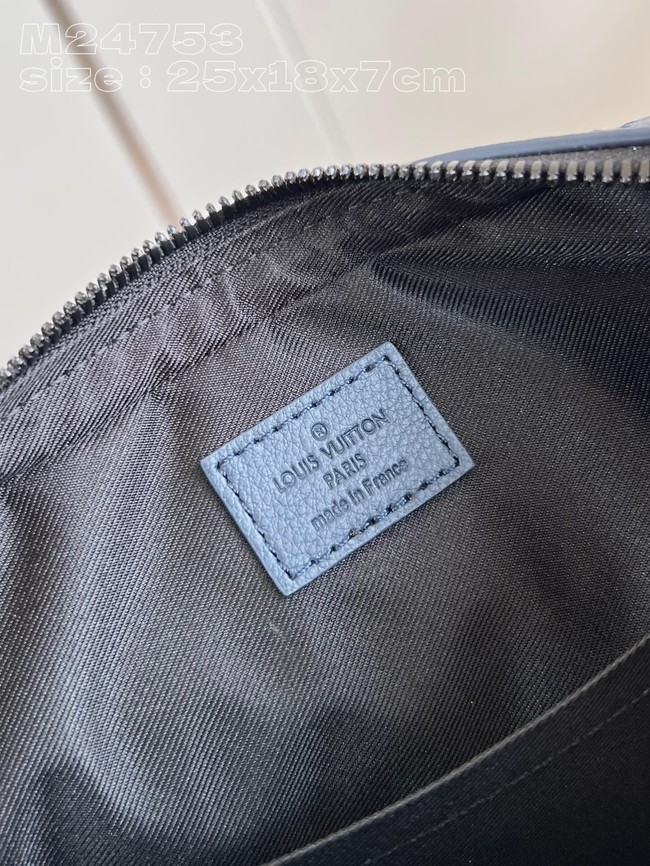 M24753
size : 25x18x7cm
®
LOUIS VUITTON
PARIS
made in France